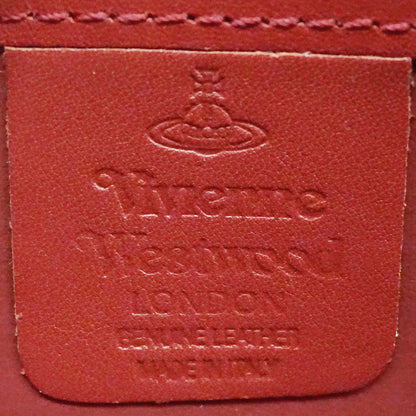 Vivienne
Westwood
LONDON
GENUINE LEATHER
MADE IN ITALY